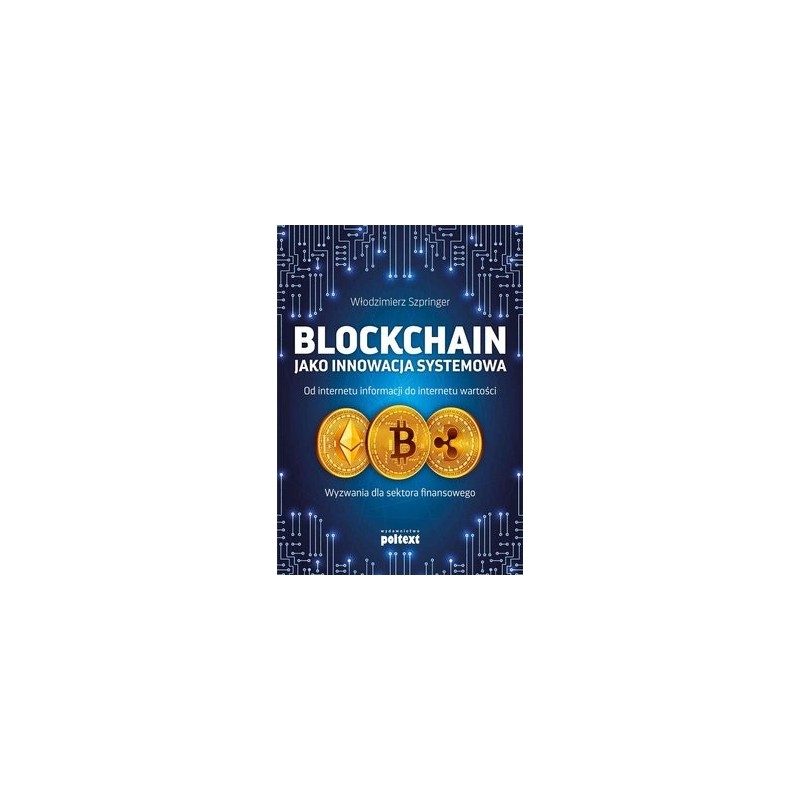 Włodzimierz Szpringer
BLOCKCHAIN
JAKO INNOWACJA SYSTEMOWA
Od internetu informacji do internetu wartości
Wyzwania dla sektora finansowego
wydawnictwo
poltext